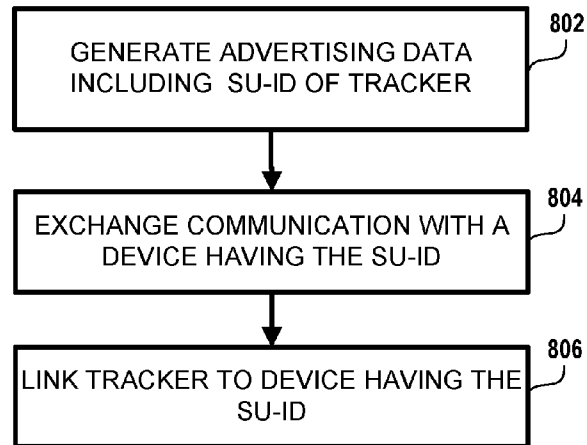 802
GENERATE ADVERTISING DATA
INCLUDING SU-ID OF TRACKER
804
EXCHANGE COMMUNICATION WITH A
DEVICE HAVING THE SU-ID
806
LINK TRACKER TO DEVICE HAVING THE
SU-ID